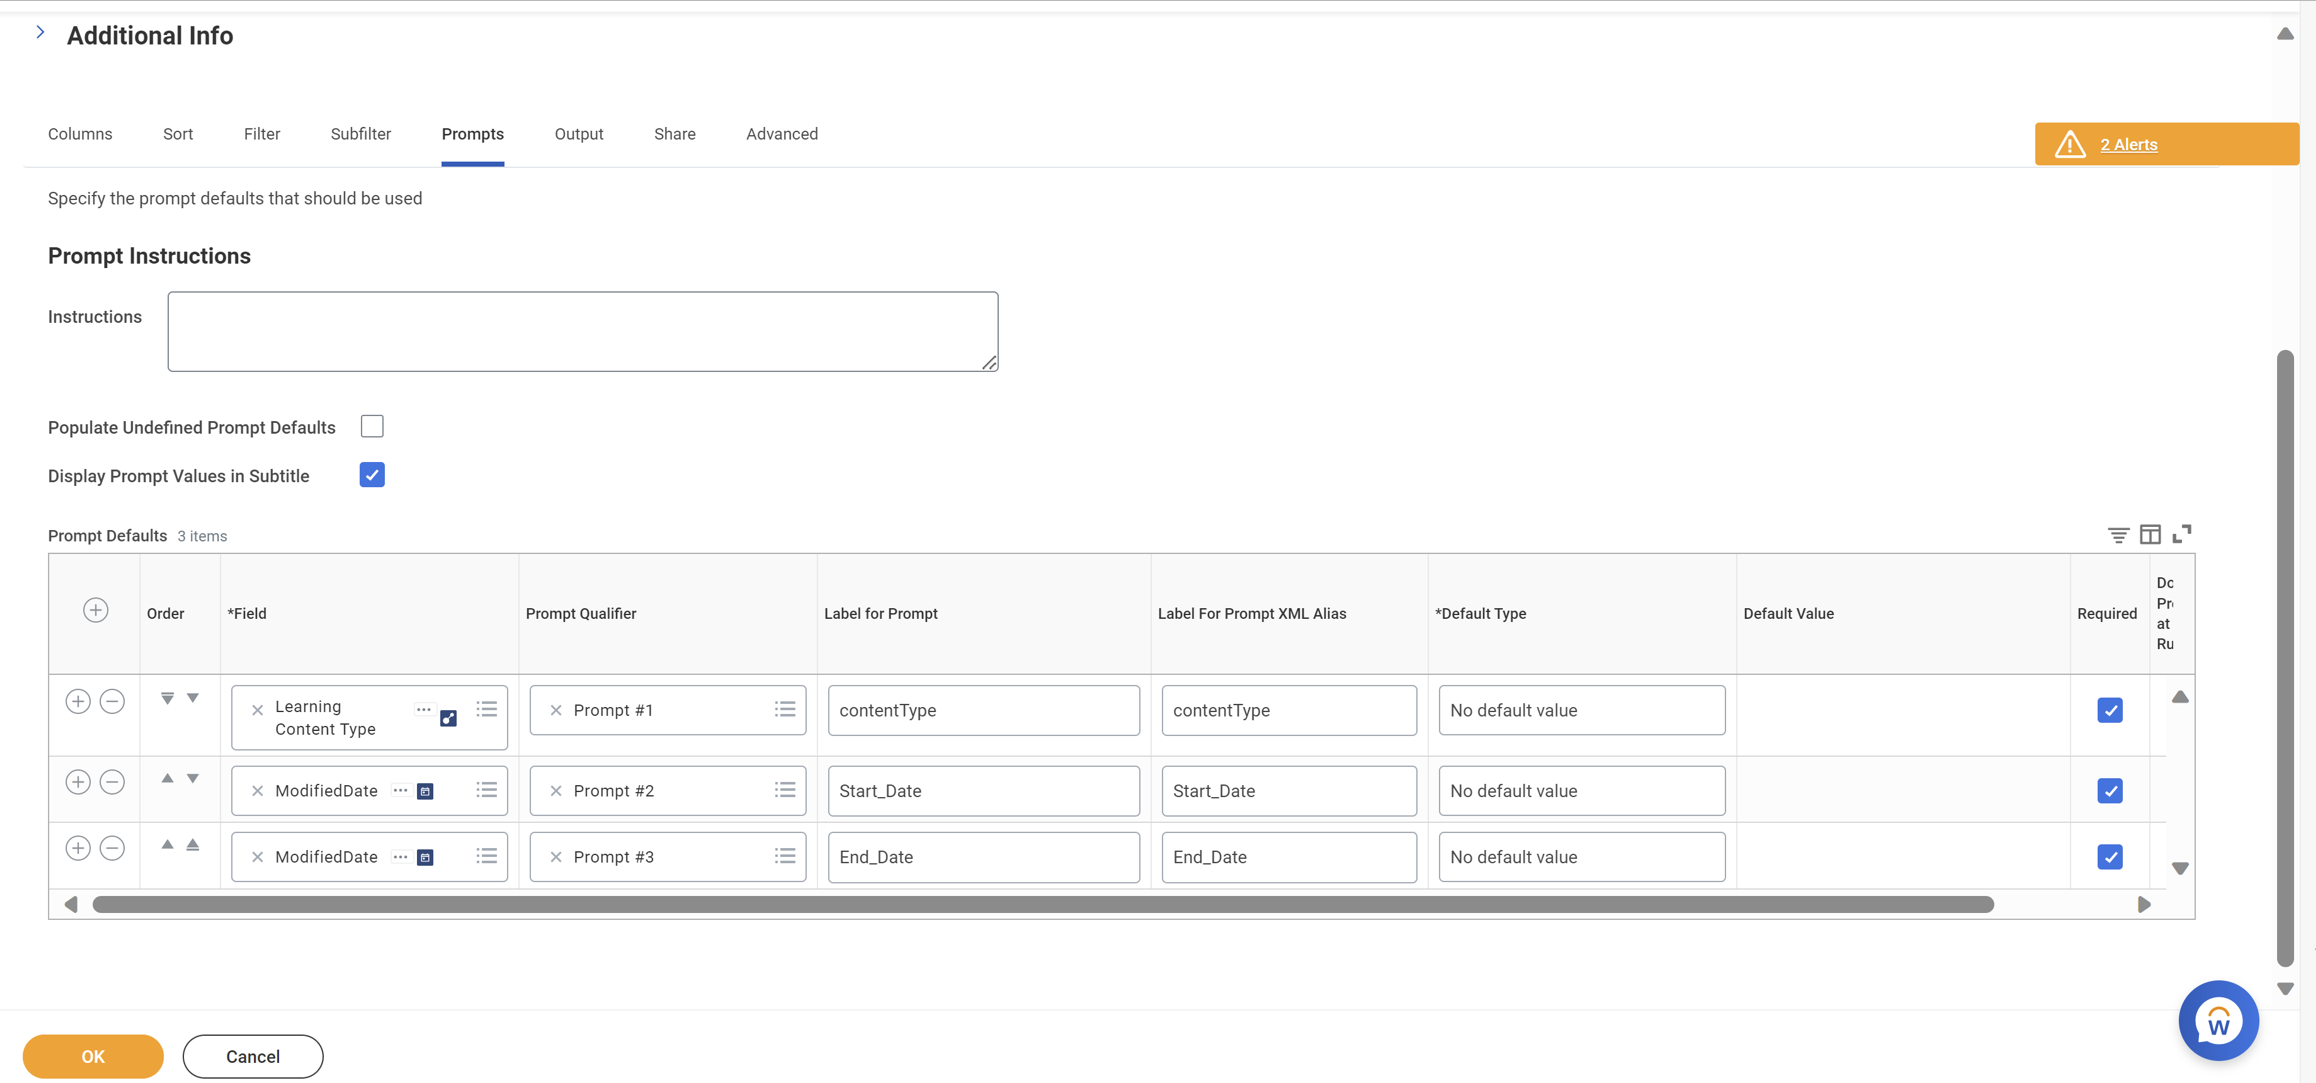 Additional Info
Columns Sort Filter Subfilter Prompts Output Share Advanced
2 Alerts
Specify the prompt defaults that should be used
Prompt Instructions
Instructions
Populate Undefined Prompt Defaults
Display Prompt Values in Subtitle
Prompt Defaults 3 items
Order *Field Prompt Qualifier Label for Prompt Label For Prompt XML Alias *Default Type Default Value Required
Do
Pr
at
Ru
Learning
Content Type
Prompt #1 contentType contentType No default value
ModifiedDate Prompt #2 Start_Date Start_Date No default value
ModifiedDate Prompt #3 End_Date End_Date No default value
W
OK Cancel